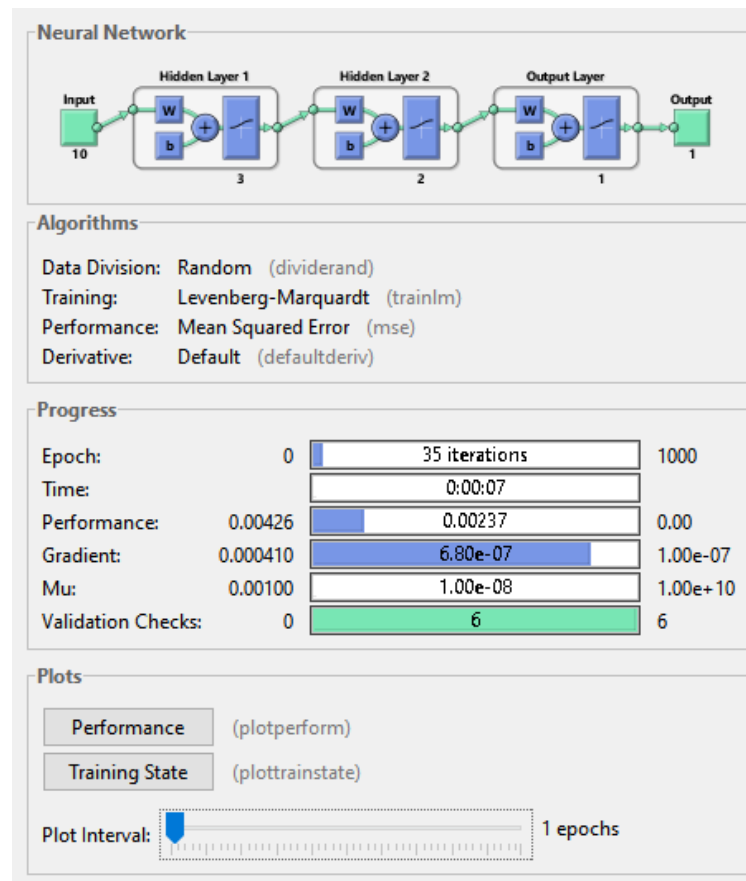 Neural Network
Hidden Layer 1 Hidden Layer 2 Output Layer
Input Output
W W W
+ + +
b b b
10 1
3 2 1
Algorithms
Data Division: Random (dividerand)
Training: Levenberg-Marquardt (trainlm)
Performance: Mean Squared Error (mse)
Derivative: Default (defaultderiv)
Progress
Epoch: 0 35 iterations 1000
Time: 0:00:07
Performance: 0.00426 0.00237 0.00
Gradient: 0.000410 6.80e-07 1.00e-07
Mu: 0.00100 1.00e-08 1.00e+10
Validation Checks: 0 6 6
Plots
Performance (plotperform)
Training State (plottrainstate)
Plot Interval: 1 epochs